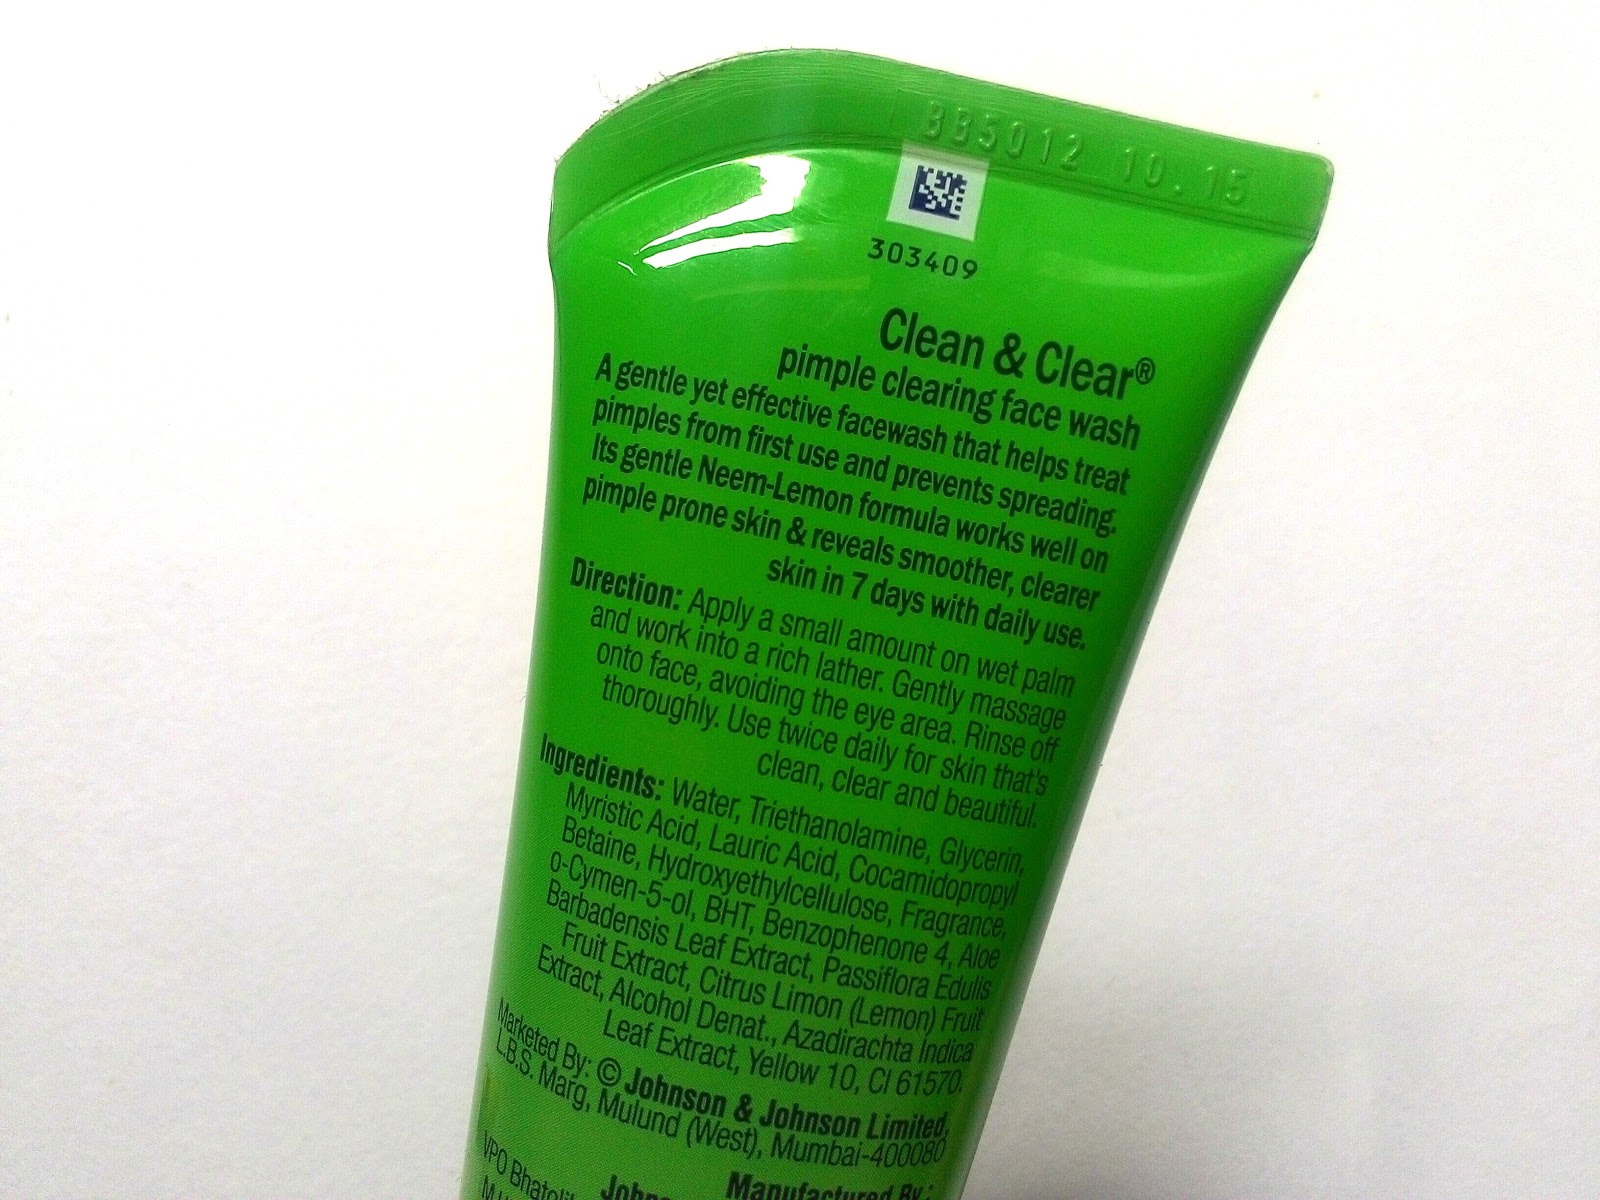 BB5012 10.15
303409
Clean & Clear®
pimple clearing face wash
A gentle yet effective facewash that helps treat
pimples from first use and prevents spreading.
Its gentle Neem-Lemon formula works well on
pimple prone skin & reveals smoother, clearer
skin in 7 days with daily use.
Direction: Apply a small amount on wet palm
and work into a rich lather. Gently massage
onto face, avoiding the eye area. Rinse off
thoroughly. Use twice daily for skin that's
clean, clear and beautiful.
Ingredients: Water, Triethanolamine, Glycerin,
Myristic Acid, Lauric Acid, Cocamidopropyl
Betaine, Hydroxyethylcellulose, Fragrance,
o-Cymen-5-ol, BHT, Benzophenone 4, Aloe
Barbadensis Leaf Extract, Passiflora Edulis
Fruit Extract, Citrus Limon (Lemon) Fruit
Extract, Alcohol Denat., Azadirachta Indica
Leaf Extract, Yellow 10, CI 61570.
Marketed By: © Johnson & Johnson Limited,
L.B.S. Marg, Mulund (West), Mumbai-400080
Manufactured By:
VPO